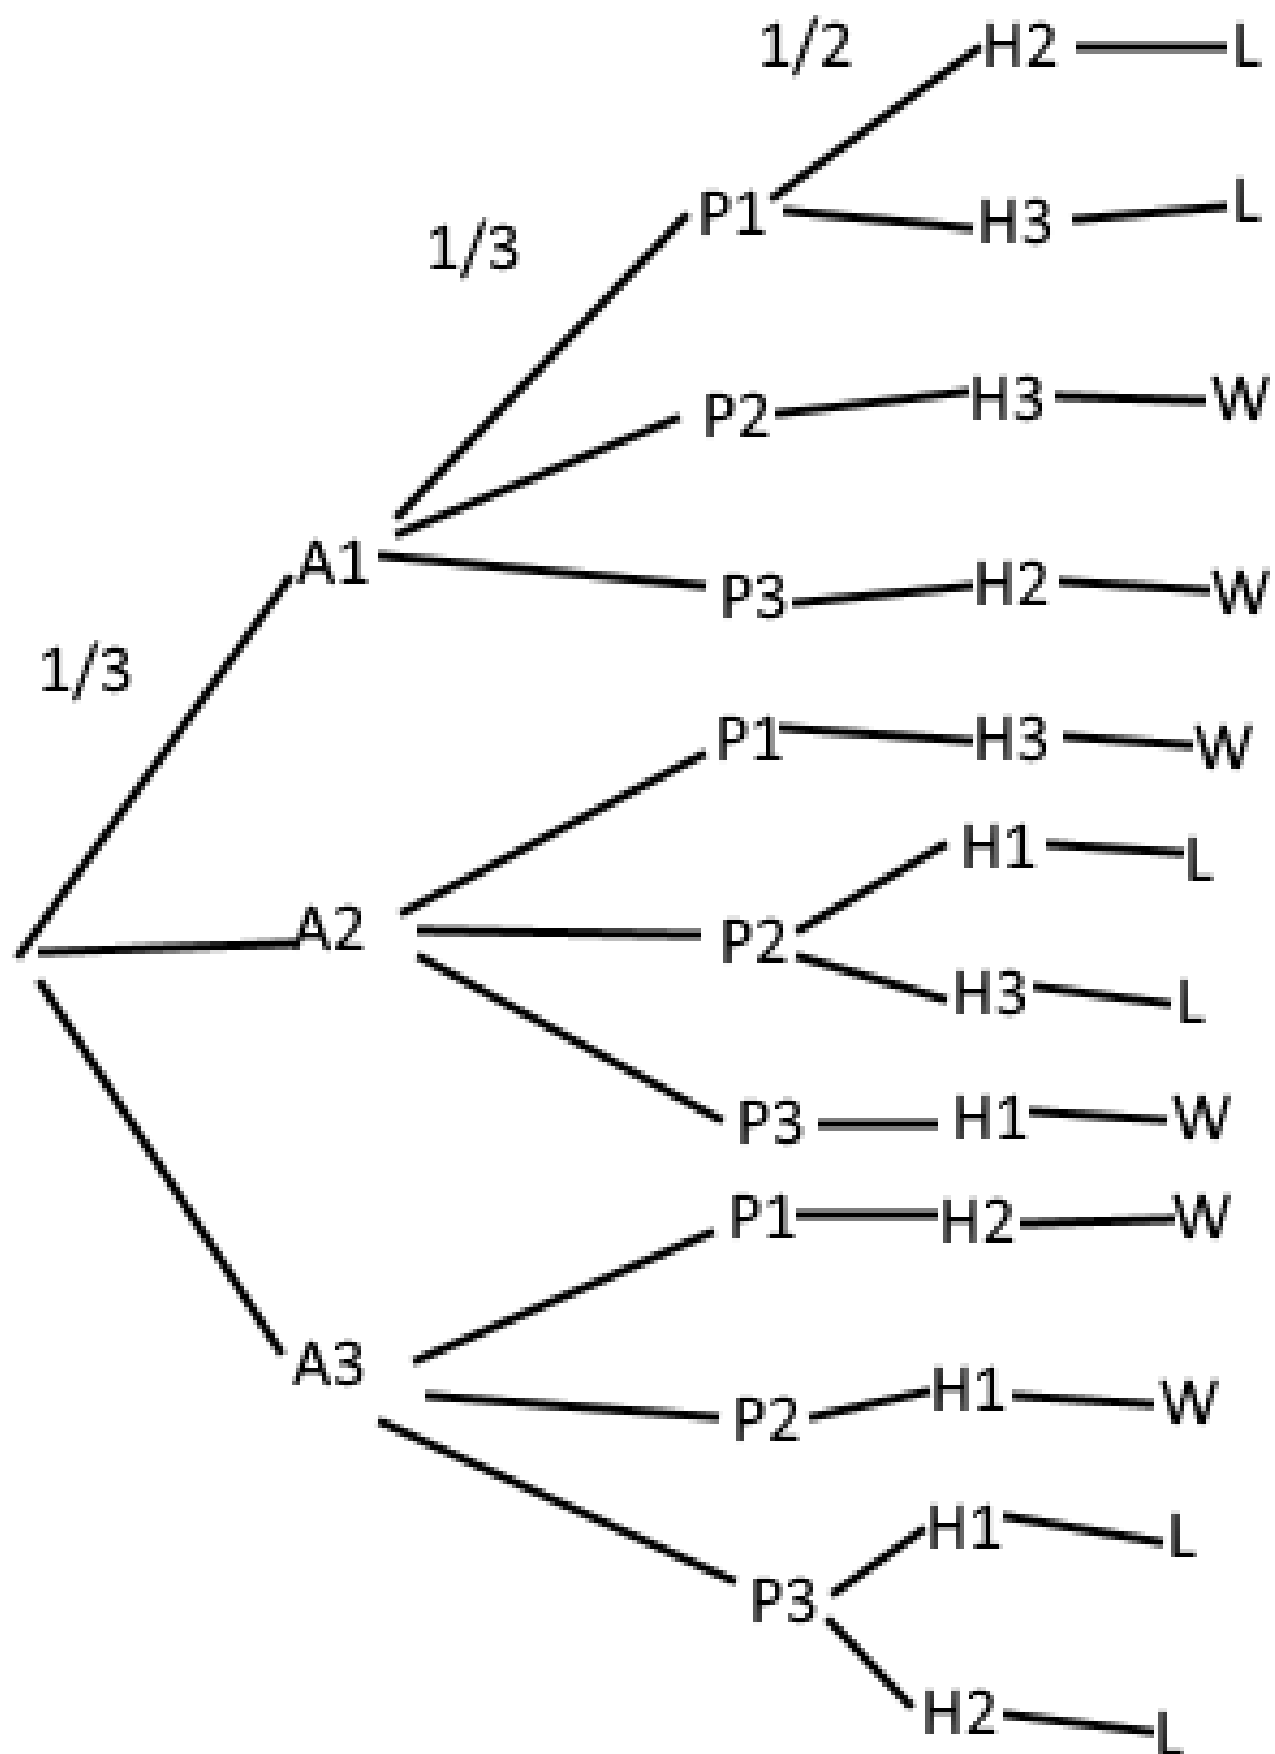 1/2 H2 L
P1 H3 L
1/3
P2 H3 W
A1 P3 H2 W
1/3
P1 H3 W
H1 L
A2 P2
H3 L
P3 H1 W
P1 H2 W
A3
P2 H1 W
H1 L
P3
H2 L